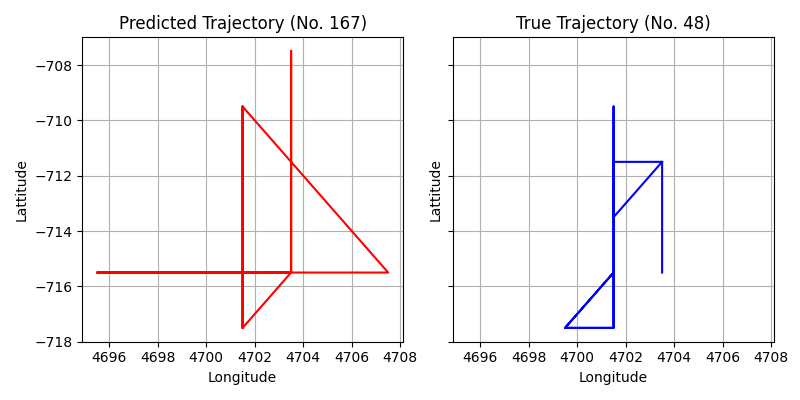 Predicted Trajectory (No. 167)
True Trajectory (No. 48)
−708
−710
−712
−714
−716
−718
Lattitude
Lattitude
4696 4698 4700 4702 4704 4706 4708
4696 4698 4700 4702 4704 4706 4708
Longitude
Longitude